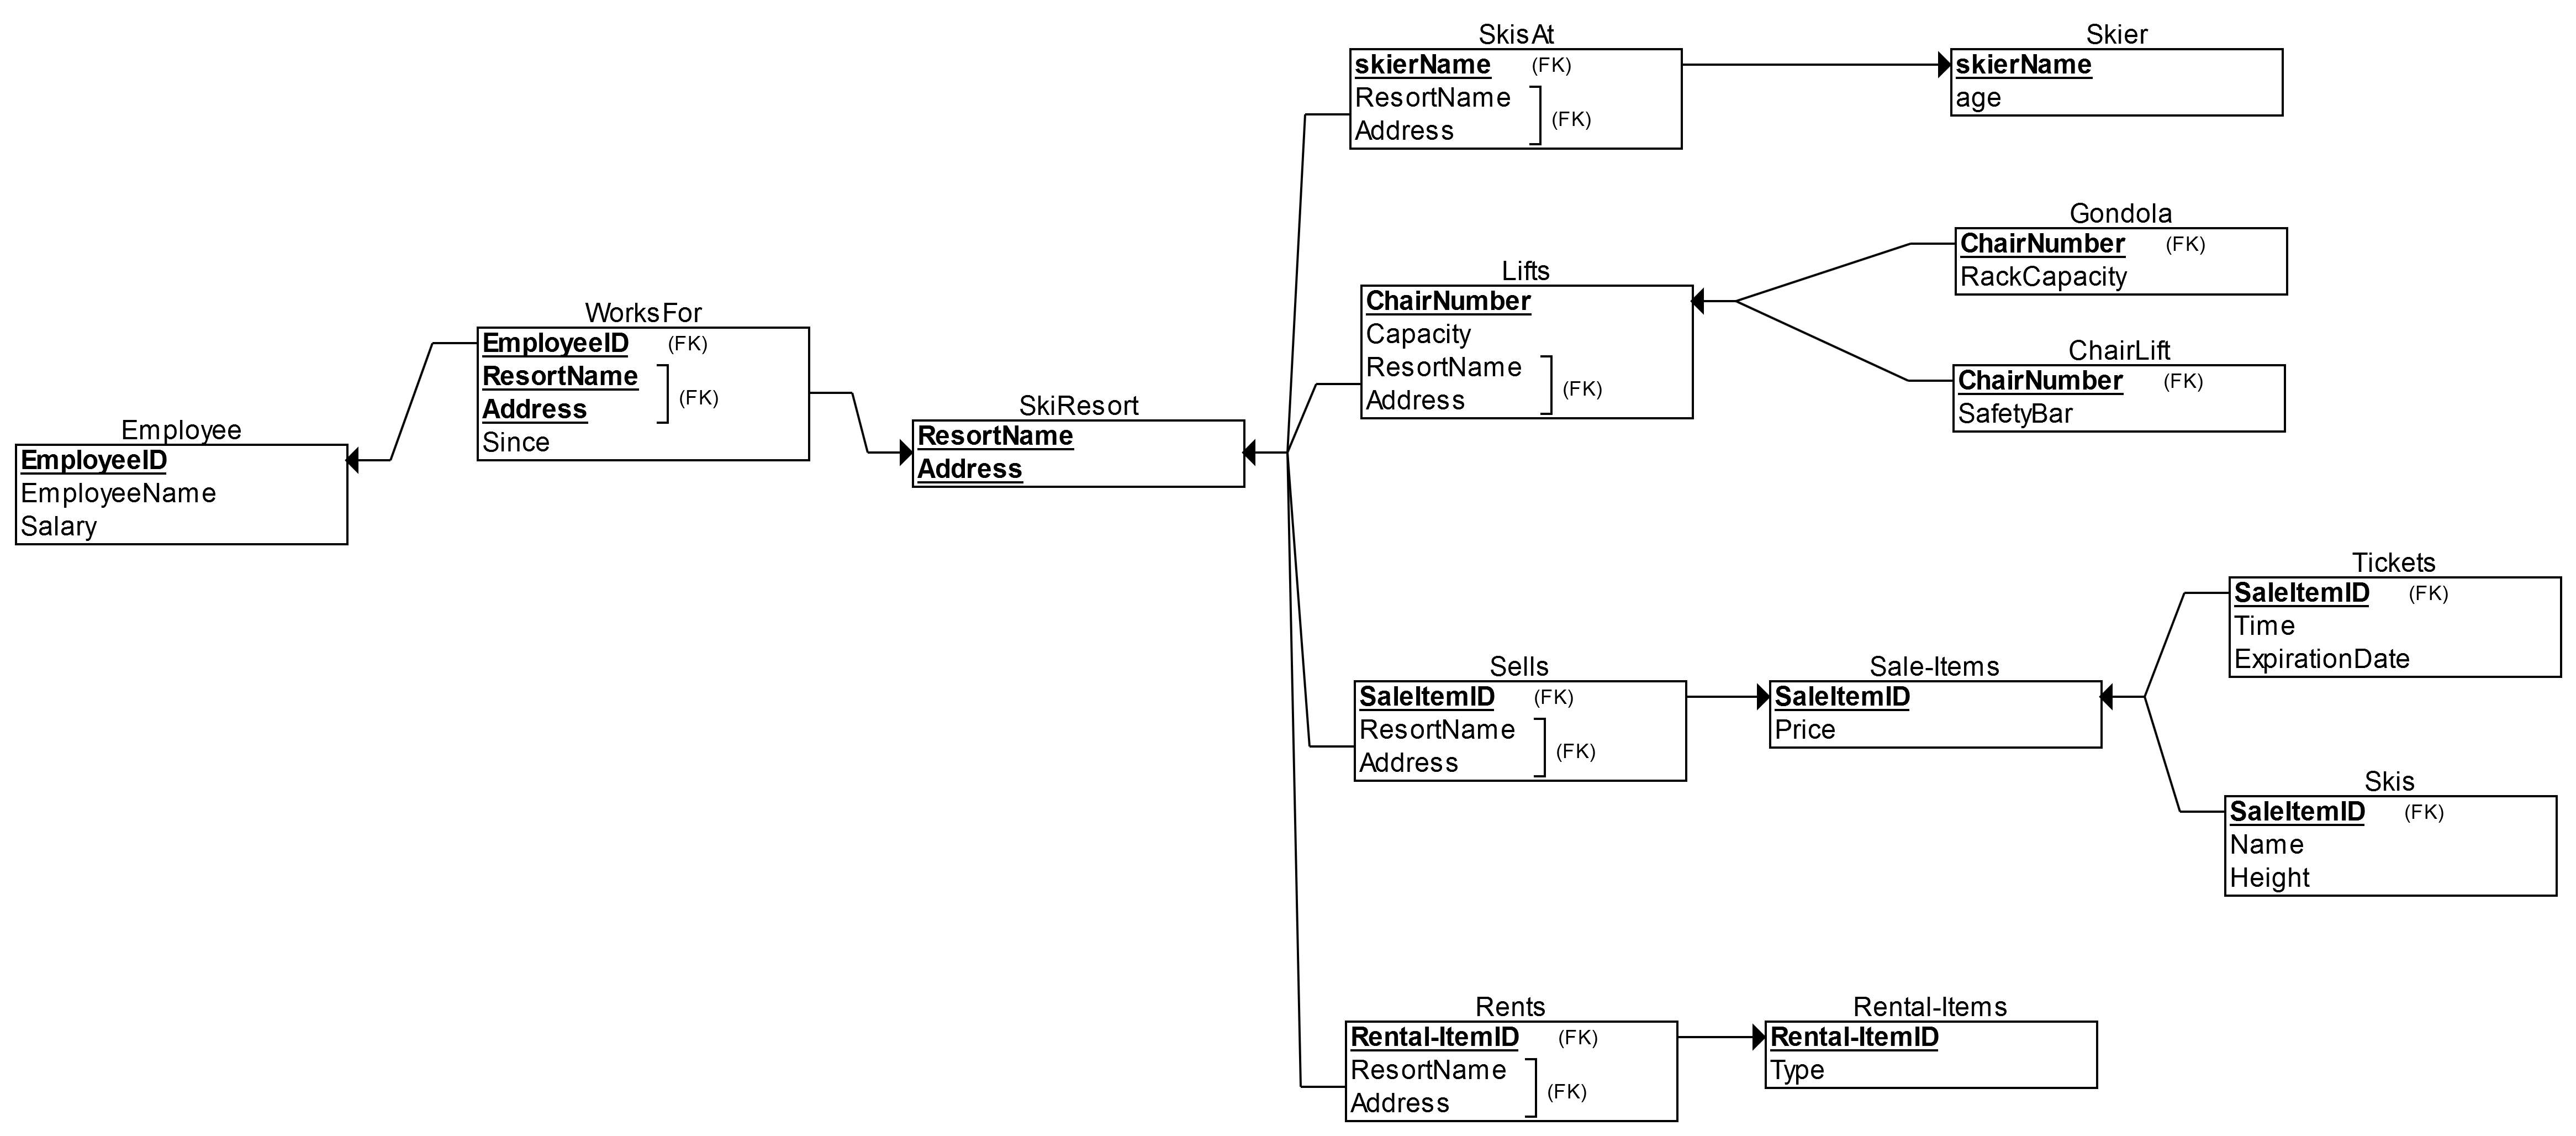 Employee
EmployeeID
EmployeeName
Salary
WorksFor
EmployeeID (FK)
ResortName
Address
(FK)
Since
SkiResort
ResortName
Address
SkisAt
skierName (FK)
ResortName
Address
(FK)
Skier
skierName
age
Lifts
ChairNumber
Capacity
ResortName
Address
(FK)
Gondola
ChairNumber (FK)
RackCapacity
ChairLift
ChairNumber (FK)
SafetyBar
Sells
SaleItemID (FK)
ResortName
Address
(FK)
Sale-Items
SaleItemID
Price
Tickets
SaleItemID (FK)
Time
ExpirationDate
Skis
SaleItemID (FK)
Name
Height
Rents
Rental-ItemID (FK)
ResortName
Address
(FK)
Rental-Items
Rental-ItemID
Type